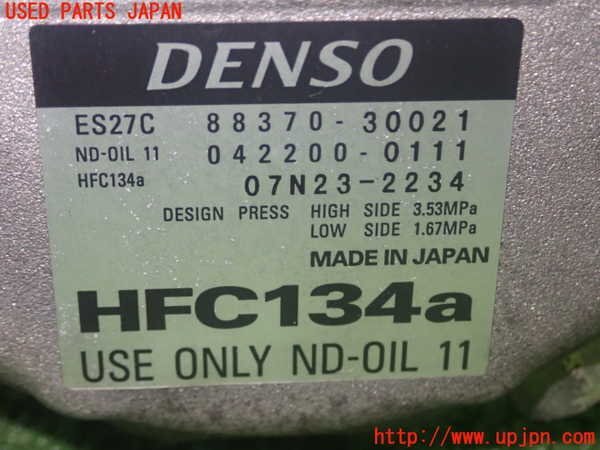 USED PARTS JAPAN
DENSO
ES27C 88370-30021
ND-OIL 11 042200-0111
HFC134a 07N23-2234
DESIGN PRESS HIGH SIDE 3.53MPa
LOW SIDE 1.67MPa
MADE IN JAPAN
HFC134a
USE ONLY ND-OIL 11
http://www.upjpn.com/